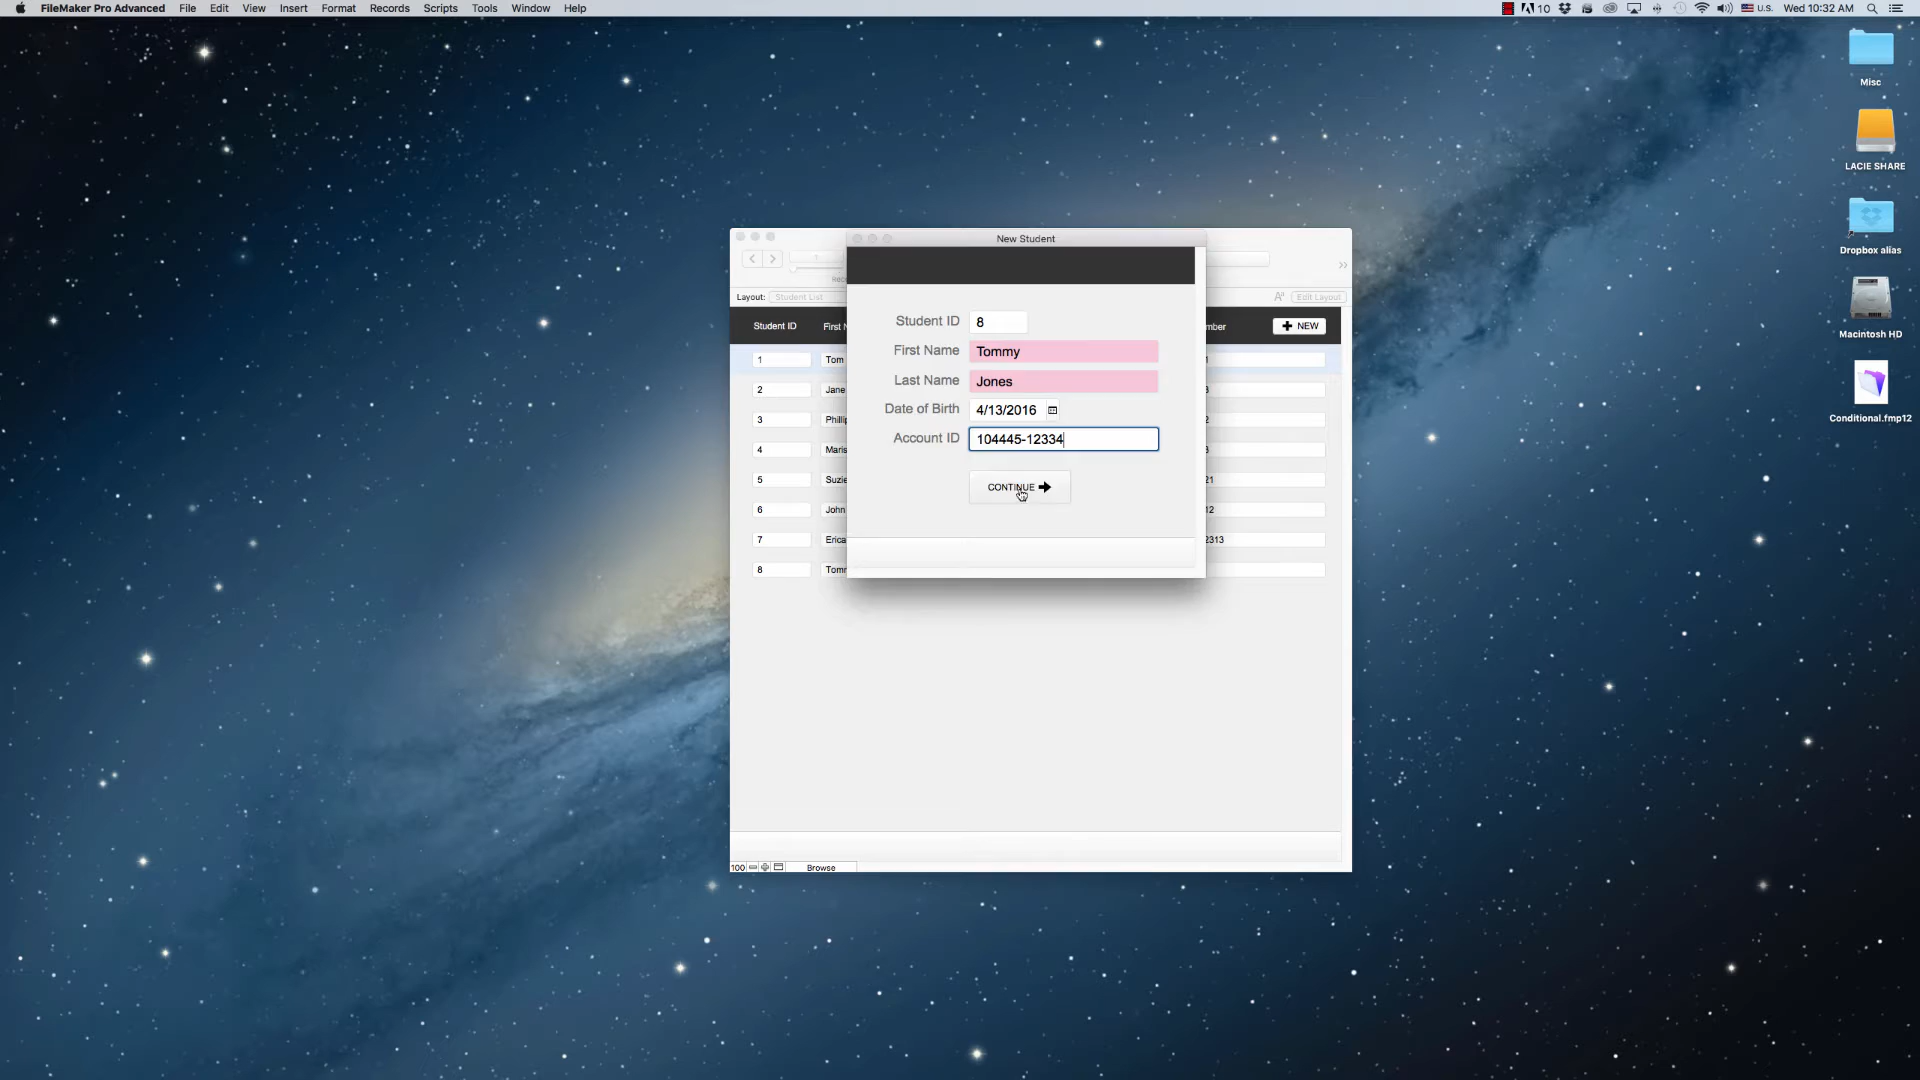 FileMaker Pro Advanced File Edit View Insert Format Records Scripts Tools Window Help
10 U.S. Wed 10:32 AM
Misc
LACIE SHARE
Dropbox alias
Macintosh HD
Conditional.fmp12
New Student
Layout: Student List Edit Layout
Student ID First NEW
1 Tom
2 Jane
3
4
5
6 John
7 Erica 2313
8
Student ID 8
First Name Tommy
Last Name Jones
Date of Birth 4/13/2016
Account ID 104445-12334
CONTINUE
100 Browse